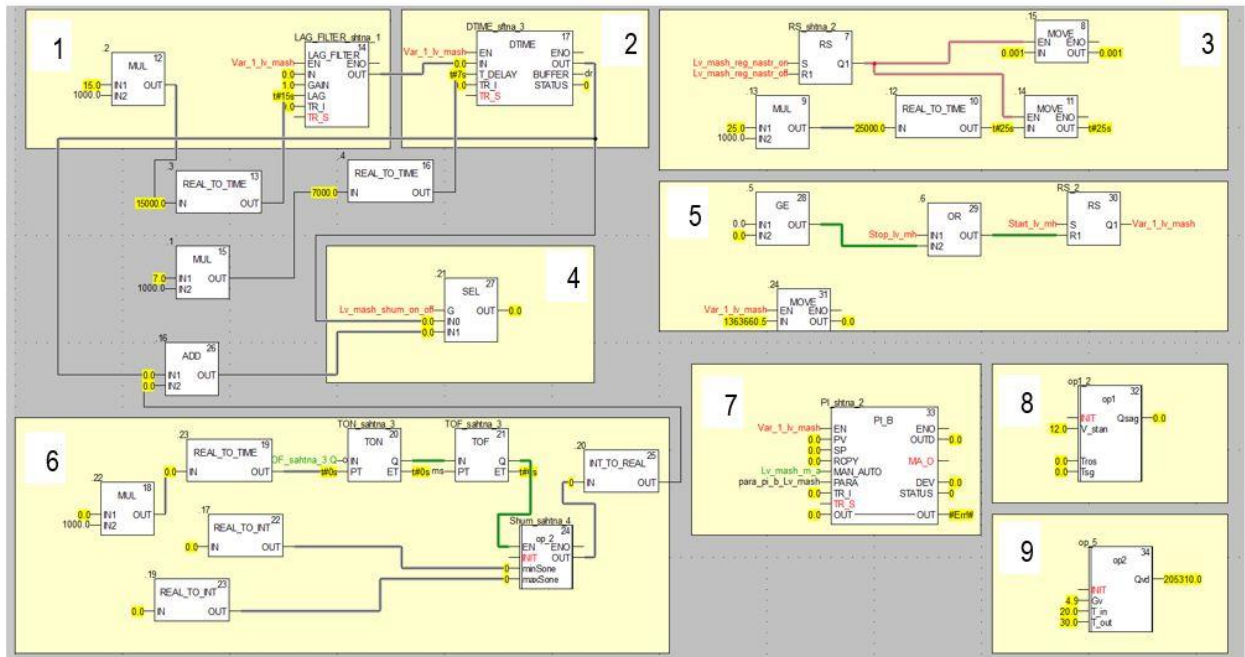 1
.2
12
MUL
15.0 IN1 OUT
1000.0 IN2
LAG_FILTER_shtna_1
14
LAG_FILTER
Var_1_lv_mash EN ENO
0.0 IN OUT
1.0 GAIN
t#15s LAG
TR_I
TR_S
2
DTIME_sftna_3
17
DTIME
Var_1_lv_mash EN ENO
0.0 IN OUT
t#7s T_DELAY BUFFER dr
TR_I STATUS 0
TR_S
.3
13
REAL_TO_TIME
15000.0 IN OUT
.4
16
REAL_TO_TIME
7000.0 IN OUT
.1
15
MUL
7.0 IN1 OUT
1000.0 IN2
.16
26
ADD
0.0 IN1 OUT
0.0 IN2
3
RS_shtna_2
7
RS
Lv_mash_reg_nastr_on S Q1
Lv_mash_reg_nastr_off R1
.15
8
MOVE
EN ENO
0.001 IN OUT 0.001
.13
9
MUL
25.0 IN1 OUT
1000.0 IN2
.12
10
REAL_TO_TIME
25000.0 IN OUT
.14
11
MOVE
EN ENO
t#25s IN OUT t#25s
4
.21
27
SEL
Lv_mash_shum_on_off G OUT 0.0
0.0 IN0
0.0 IN1
5
.5
28
GE
0.0 IN1 OUT
0.0 IN2
.6
29
OR
Stop_lv_mh IN1 OUT
IN2
RS_2
30
RS
Start_lv_mh S Q1 Var_1_lv_mash
R1
.24
31
MOVE
Var_1_lv_mash EN ENO
1363660.5 IN OUT 0.0
6
.22
18
MUL
0.0 IN1 OUT
1000.0 IN2
.23
19
REAL_TO_TIME
0.0 IN OUT
TON_sahtna_3
20
TON
OF_sahtna_3.Q IN Q
t#0s PT ET t#0s
TOF_sahtna_3
21
TOF
IN Q
ms PT ET
.17
22
REAL_TO_INT
0.0 IN OUT
.19
23
REAL_TO_INT
0.0 IN OUT
Shum_sahtna_4
24
op_2
EN ENO
INIT OUT
0 minSone
0 maxSone
.20
25
INT_TO_REAL
0 IN OUT
7
PI_shtna_2
33
PI_B
Var_1_lv_mash EN ENO
0.0 PV OUTD 0.0
0.0 SP
0.0 RCPY MA_O
Lv_mash_m_a MAN_AUTO
para_pi_b_Lv_mash PARA DEV 0.0
0.0 TR_I STATUS 0
TR_S
0.0 OUT OUT #Err#
8
op1_2
32
op1
INIT Qsag 0.0
12.0 V_stan
0.0 Tros
0.0 Tsg
9
op_5
34
op2
Qvd 205310.0
INIT
4.9 Gv
20.0 T_in
30.0 T_out